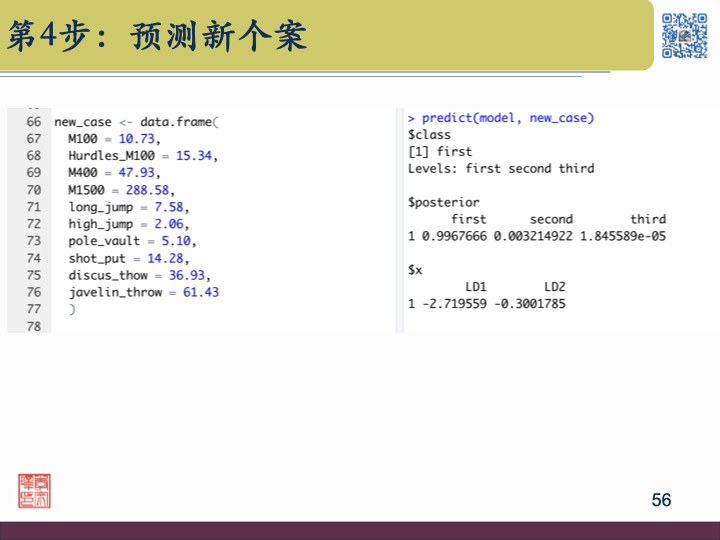 第4步：预测新个案
66 new_case <- data.frame(
67 M100 = 10.73,
68 Hurdles_M100 = 15.34,
69 M400 = 47.93,
70 M1500 = 288.58,
71 long_jump = 7.58,
72 high_jump = 2.06,
73 pole_vault = 5.10,
74 shot_put = 14.28,
75 discus_thow = 36.93,
76 javelin_throw = 61.43
77 )
78
> predict(model, new_case)
$class
[1] first
Levels: first second third
$posterior
first second third
1 0.9967666 0.003214922 1.845589e-05
$x
LD1 LD2
1 -2.719559 -0.3001785
56